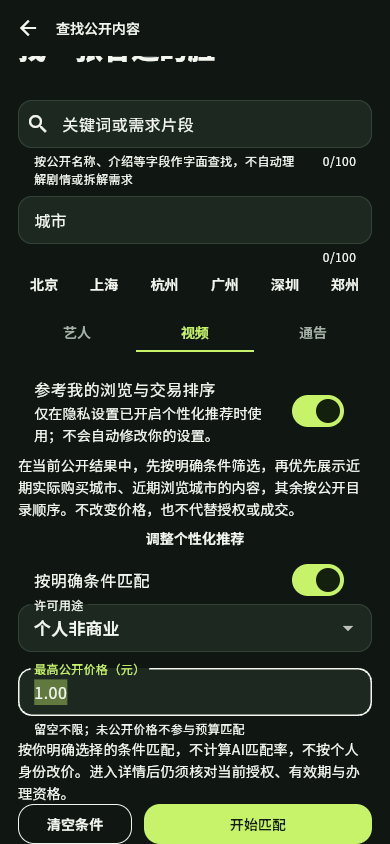 查找公开内容
关键词或需求片段
按公开名称、介绍等字段作字面查找，不自动理
解剧情或拆解需求
0/100
城市
0/100
北京 上海 杭州 广州 深圳 郑州
艺人 视频 通告
参考我的浏览与交易排序
仅在隐私设置已开启个性化推荐时使
用；不会自动修改你的设置。
在当前公开结果中，先按明确条件筛选，再优先展示近
期实际购买城市、近期浏览城市的内容，其余按公开目
录顺序。不改变价格，也不代替授权或成交。
调整个性化推荐
按明确条件匹配
许可用途
个人非商业
最高公开价格（元）
1.00
留空不限；未公开价格不参与预算匹配
按你明确选择的条件匹配，不计算AI匹配率，不按个人
身份改价。进入详情后仍须核对当前授权、有效期与办
理资格。
清空条件 开始匹配